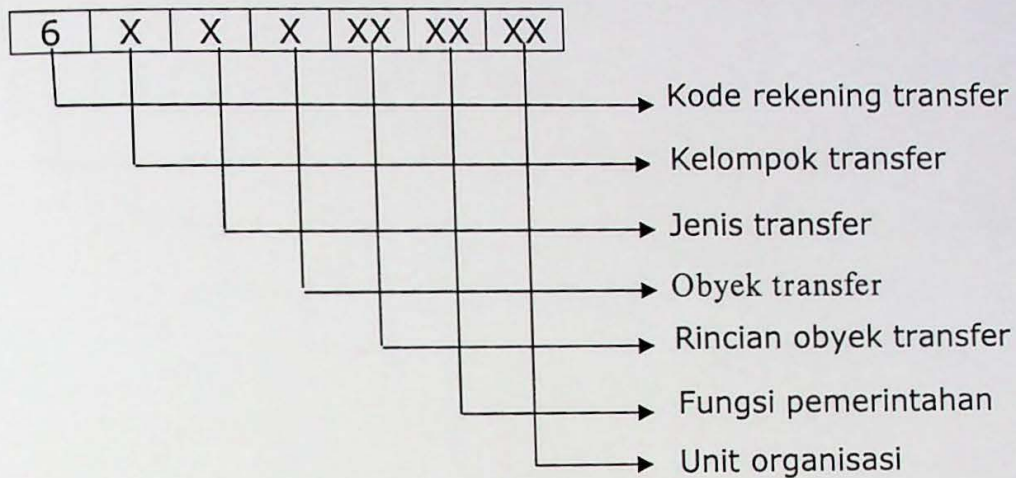 6 X X X XX XX XX
Kode rekening transfer
Kelompok transfer
Jenis transfer
Obyek transfer
Rincian obyek transfer
Fungsi pemerintahan
Unit organisasi